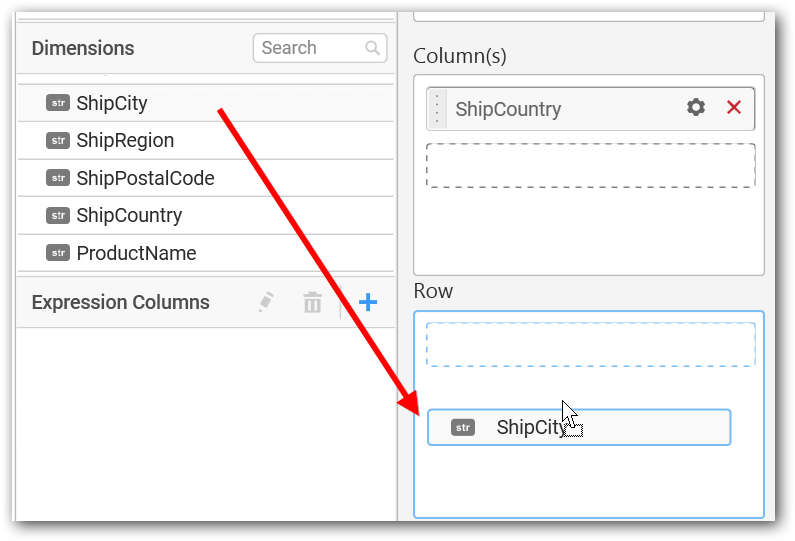 Dimensions
Search
str ShipCity
str ShipRegion
str ShipPostalCode
str ShipCountry
str ProductName
Expression Columns
Column(s)
ShipCountry
Row
str ShipCity